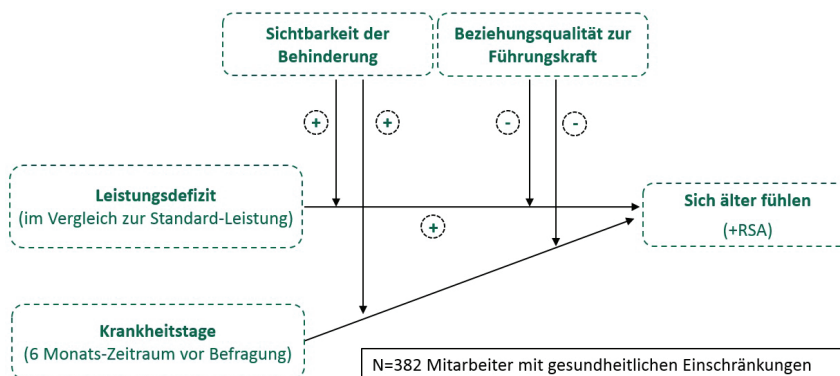 Sichtbarkeit der
Behinderung
Beziehungsqualität zur
Führungskraft
+
+
-
-
Leistungsdefizit
(im Vergleich zur Standard-Leistung)
Sich älter fühlen
(+RSA)
+
Krankheitstage
(6 Monats-Zeitraum vor Befragung)
N=382 Mitarbeiter mit gesundheitlichen Einschränkungen